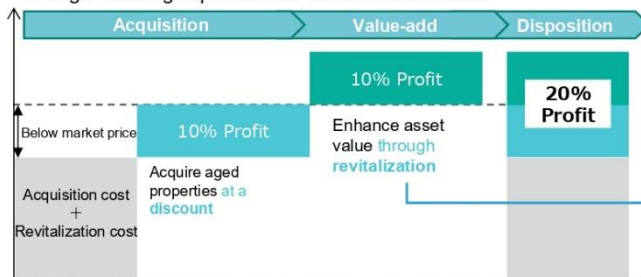 Acquisition
Value-add
Disposition
10% Profit
20%
Profit
Below market price
10% Profit
Enhance asset
value through
revitalization
Acquire aged
properties at a
discount
Acquisition cost
+
Revitalization cost